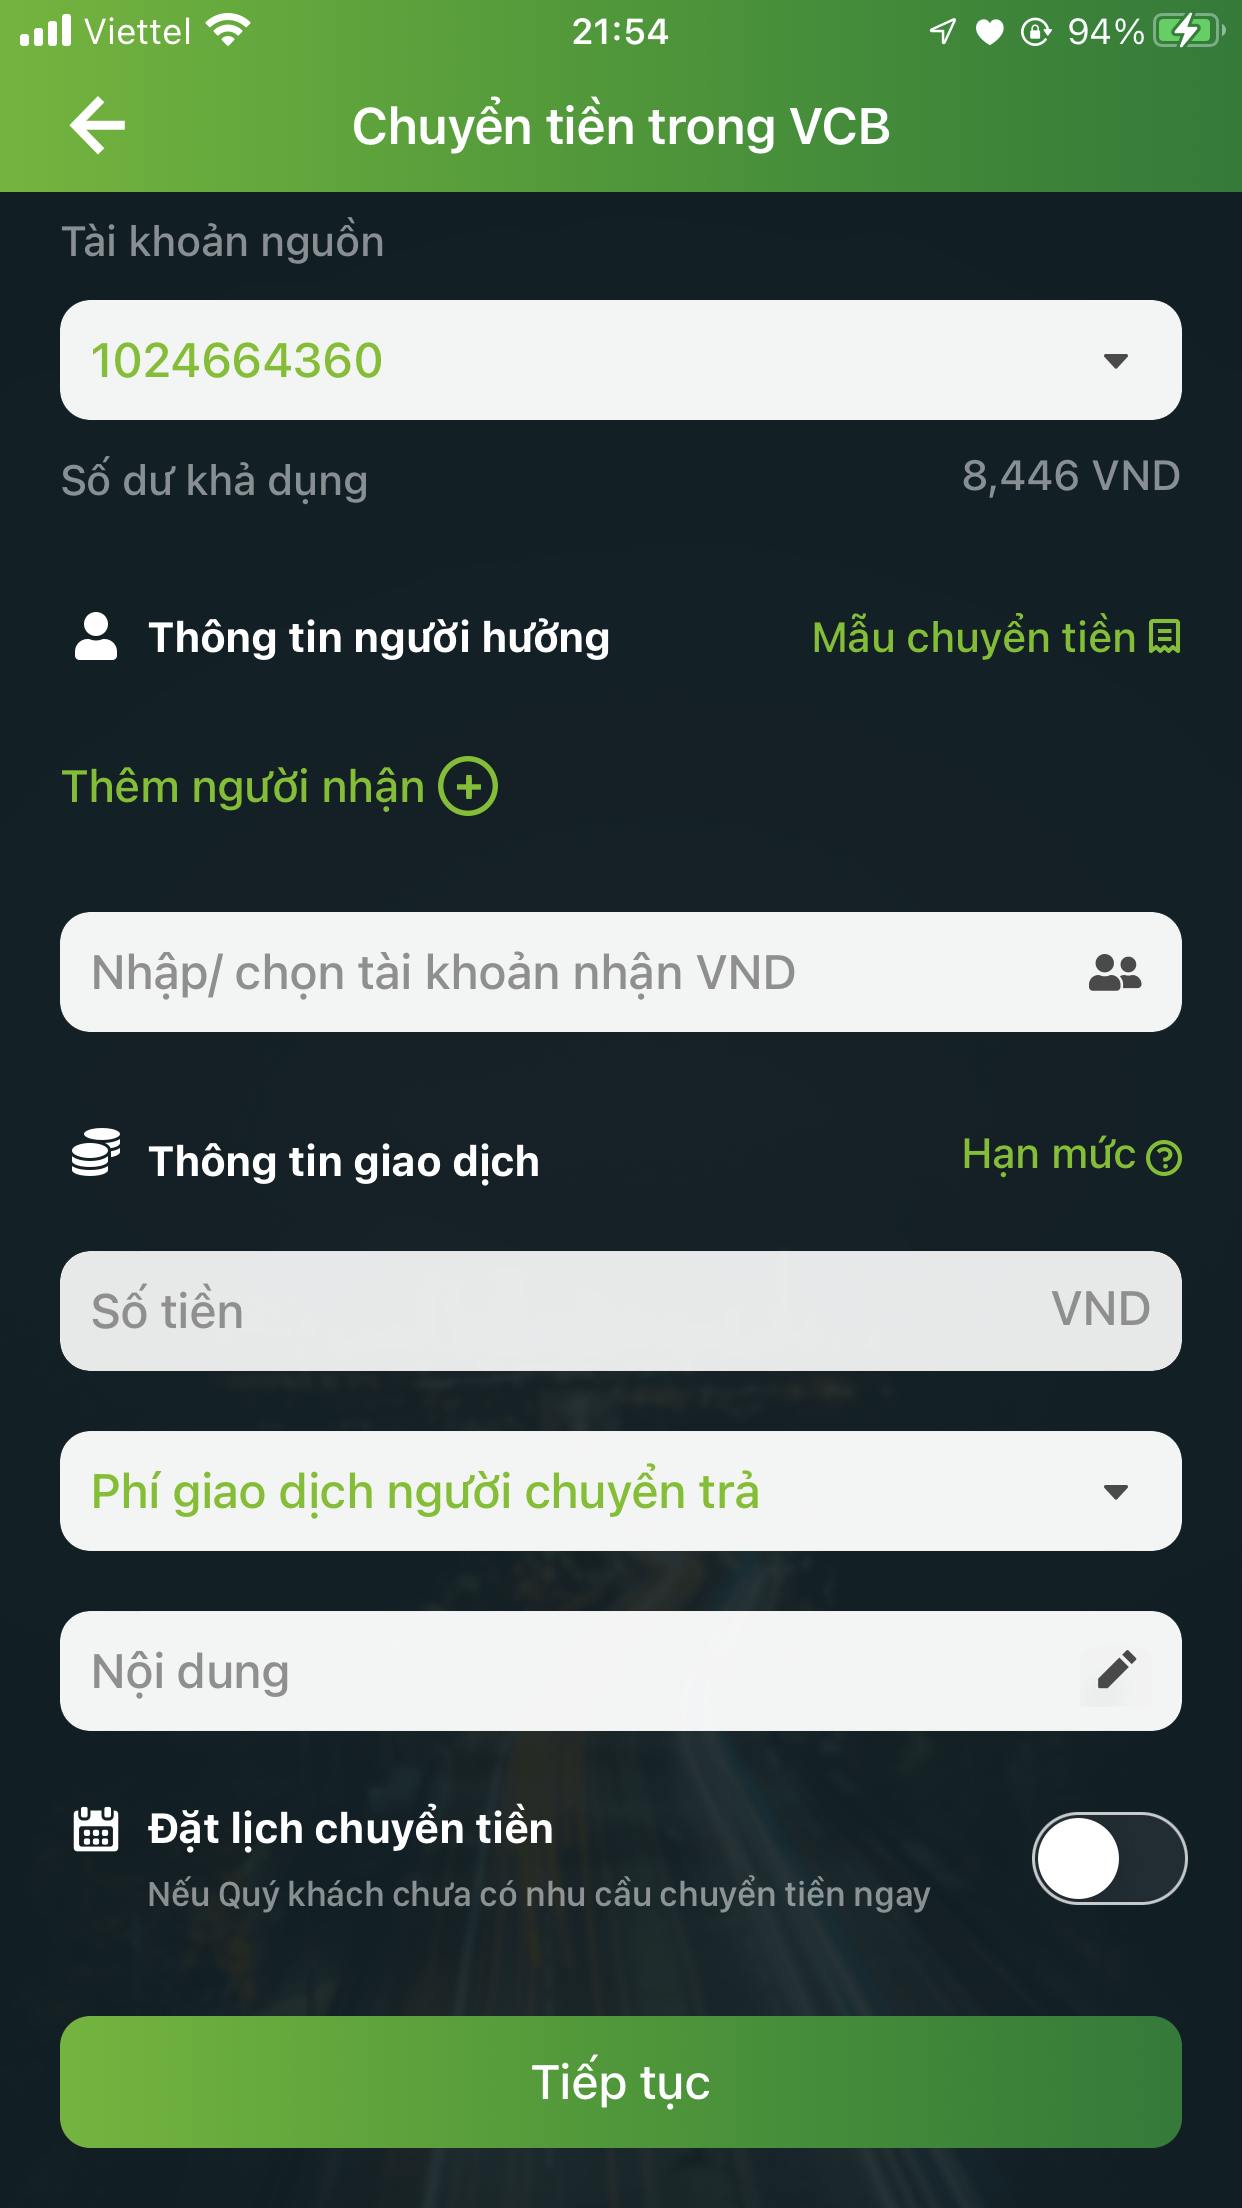 Viettel 21:54 94%
Chuyển tiền trong VCB
Tài khoản nguồn
1024664360
Số dư khả dụng 8,446 VND
Thông tin người hưởng Mẫu chuyển tiền
Thêm người nhận
Nhập/ chọn tài khoản nhận VND
Thông tin giao dịch Hạn mức
Số tiền VND
Phí giao dịch người chuyển trả
Nội dung
Đặt lịch chuyển tiền
Nếu Quý khách chưa có nhu cầu chuyển tiền ngay
Tiếp tục